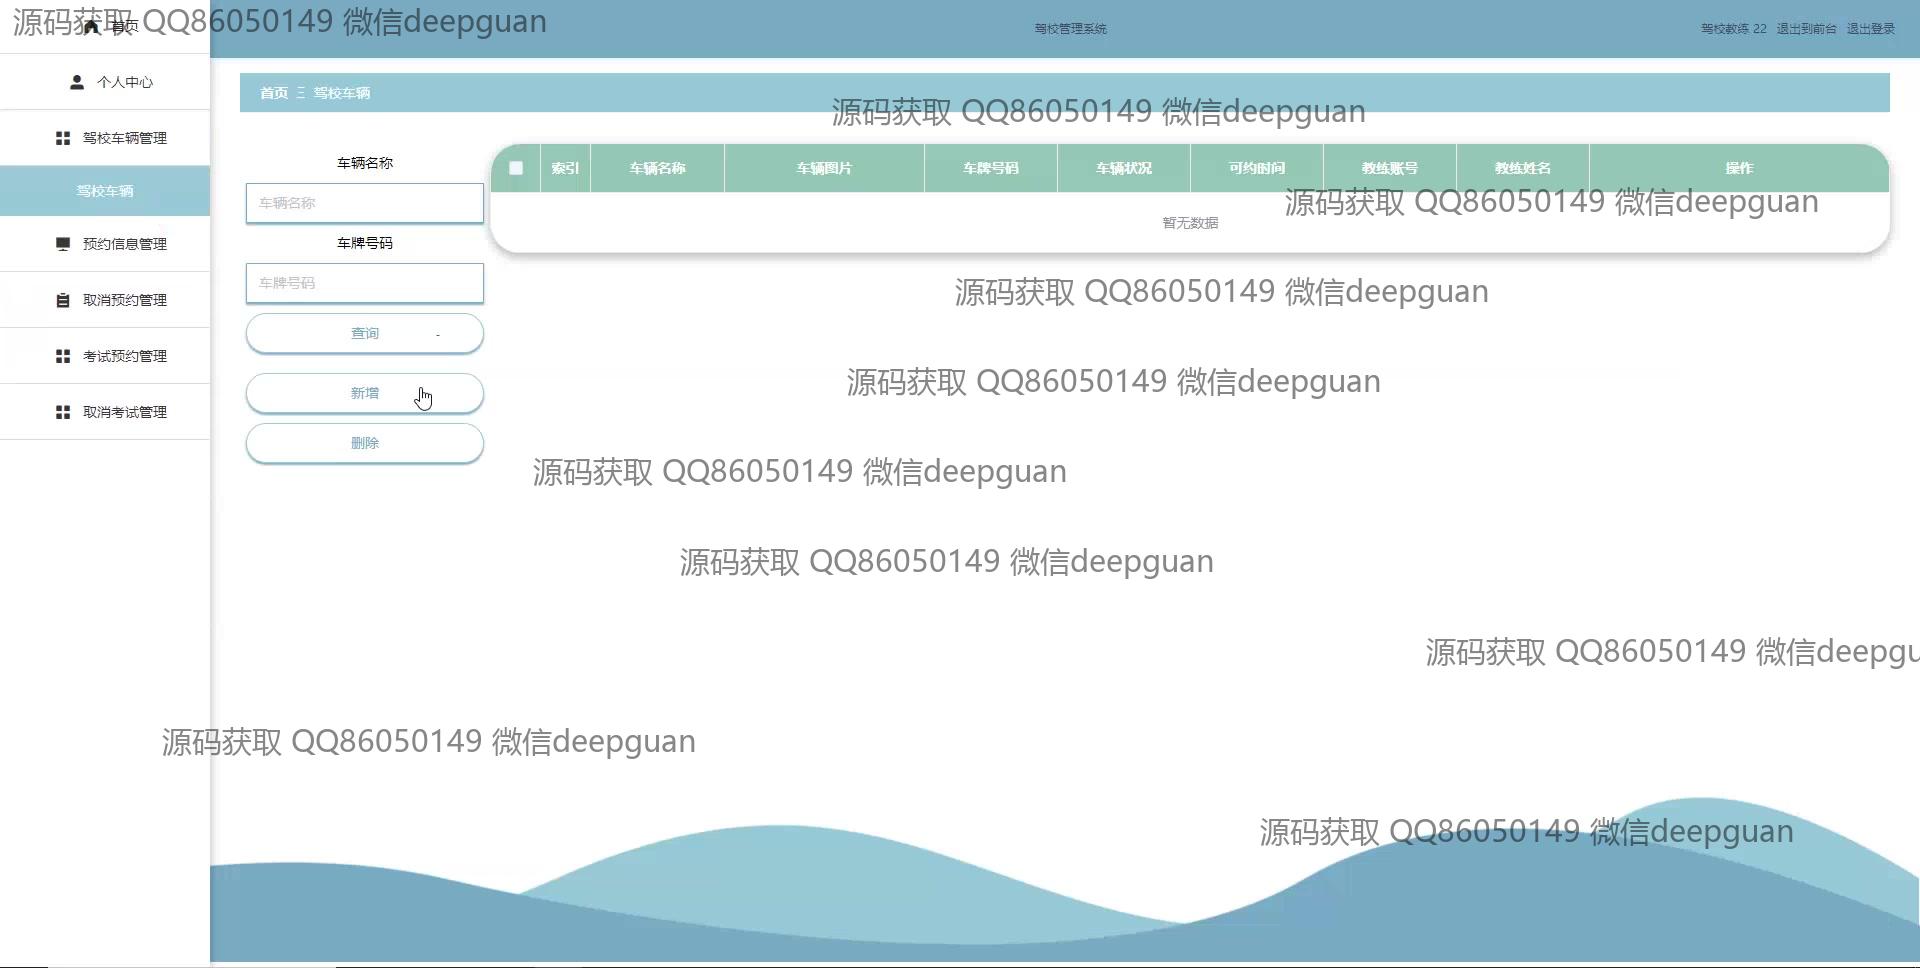 源码获取 QQ86050149 微信deepguan
首页
驾校管理系统
驾校教练 22 退出到前台 退出登录
个人中心
驾校车辆管理
驾校车辆
预约信息管理
取消预约管理
考试预约管理
取消考试管理
首页 Ξ 驾校车辆
源码获取 QQ86050149 微信deepguan
车辆名称
车辆名称
车牌号码
车牌号码
查询
新增
删除
索引 车辆名称 车辆图片 车牌号码 车辆状况 可约时间 教练账号 教练姓名 操作
源码获取 QQ86050149 微信deepguan
暂无数据
源码获取 QQ86050149 微信deepguan
源码获取 QQ86050149 微信deepguan
源码获取 QQ86050149 微信deepguan
源码获取 QQ86050149 微信deepguan
源码获取 QQ86050149 微信deepgu
源码获取 QQ86050149 微信deepguan
源码获取 QQ86050149 微信deepguan